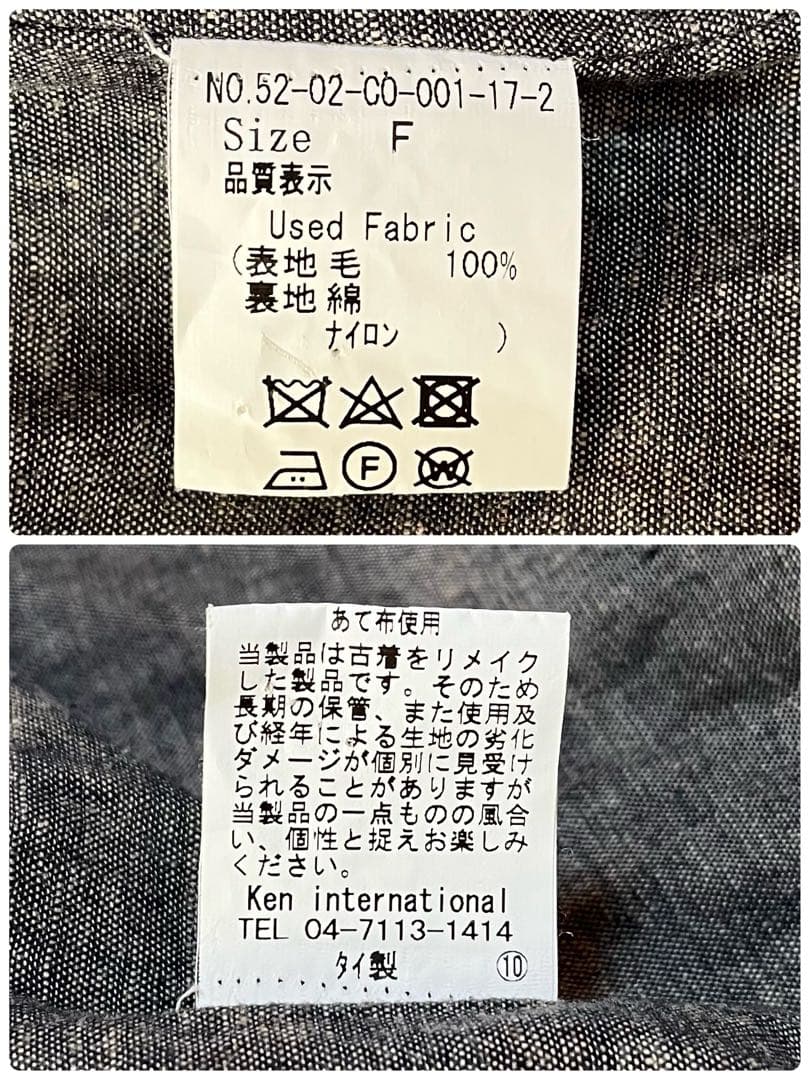 NO.52-02-CO-001-17-2
Size F
品質表示
Used Fabric
(表地 毛 100%
裏地 綿
ナイロン )
F
W
あて布使用
当製品は古着をリメイク
した製品です。そのため
長期の保管、また使用及
び経年による生地の劣化
ダメージが個別に見受け
られることがありますが
当製品の一点ものの風合
い、個性と捉えお楽しみ
ください。
Ken international
TEL 04-7113-1414
タイ製 ⑩